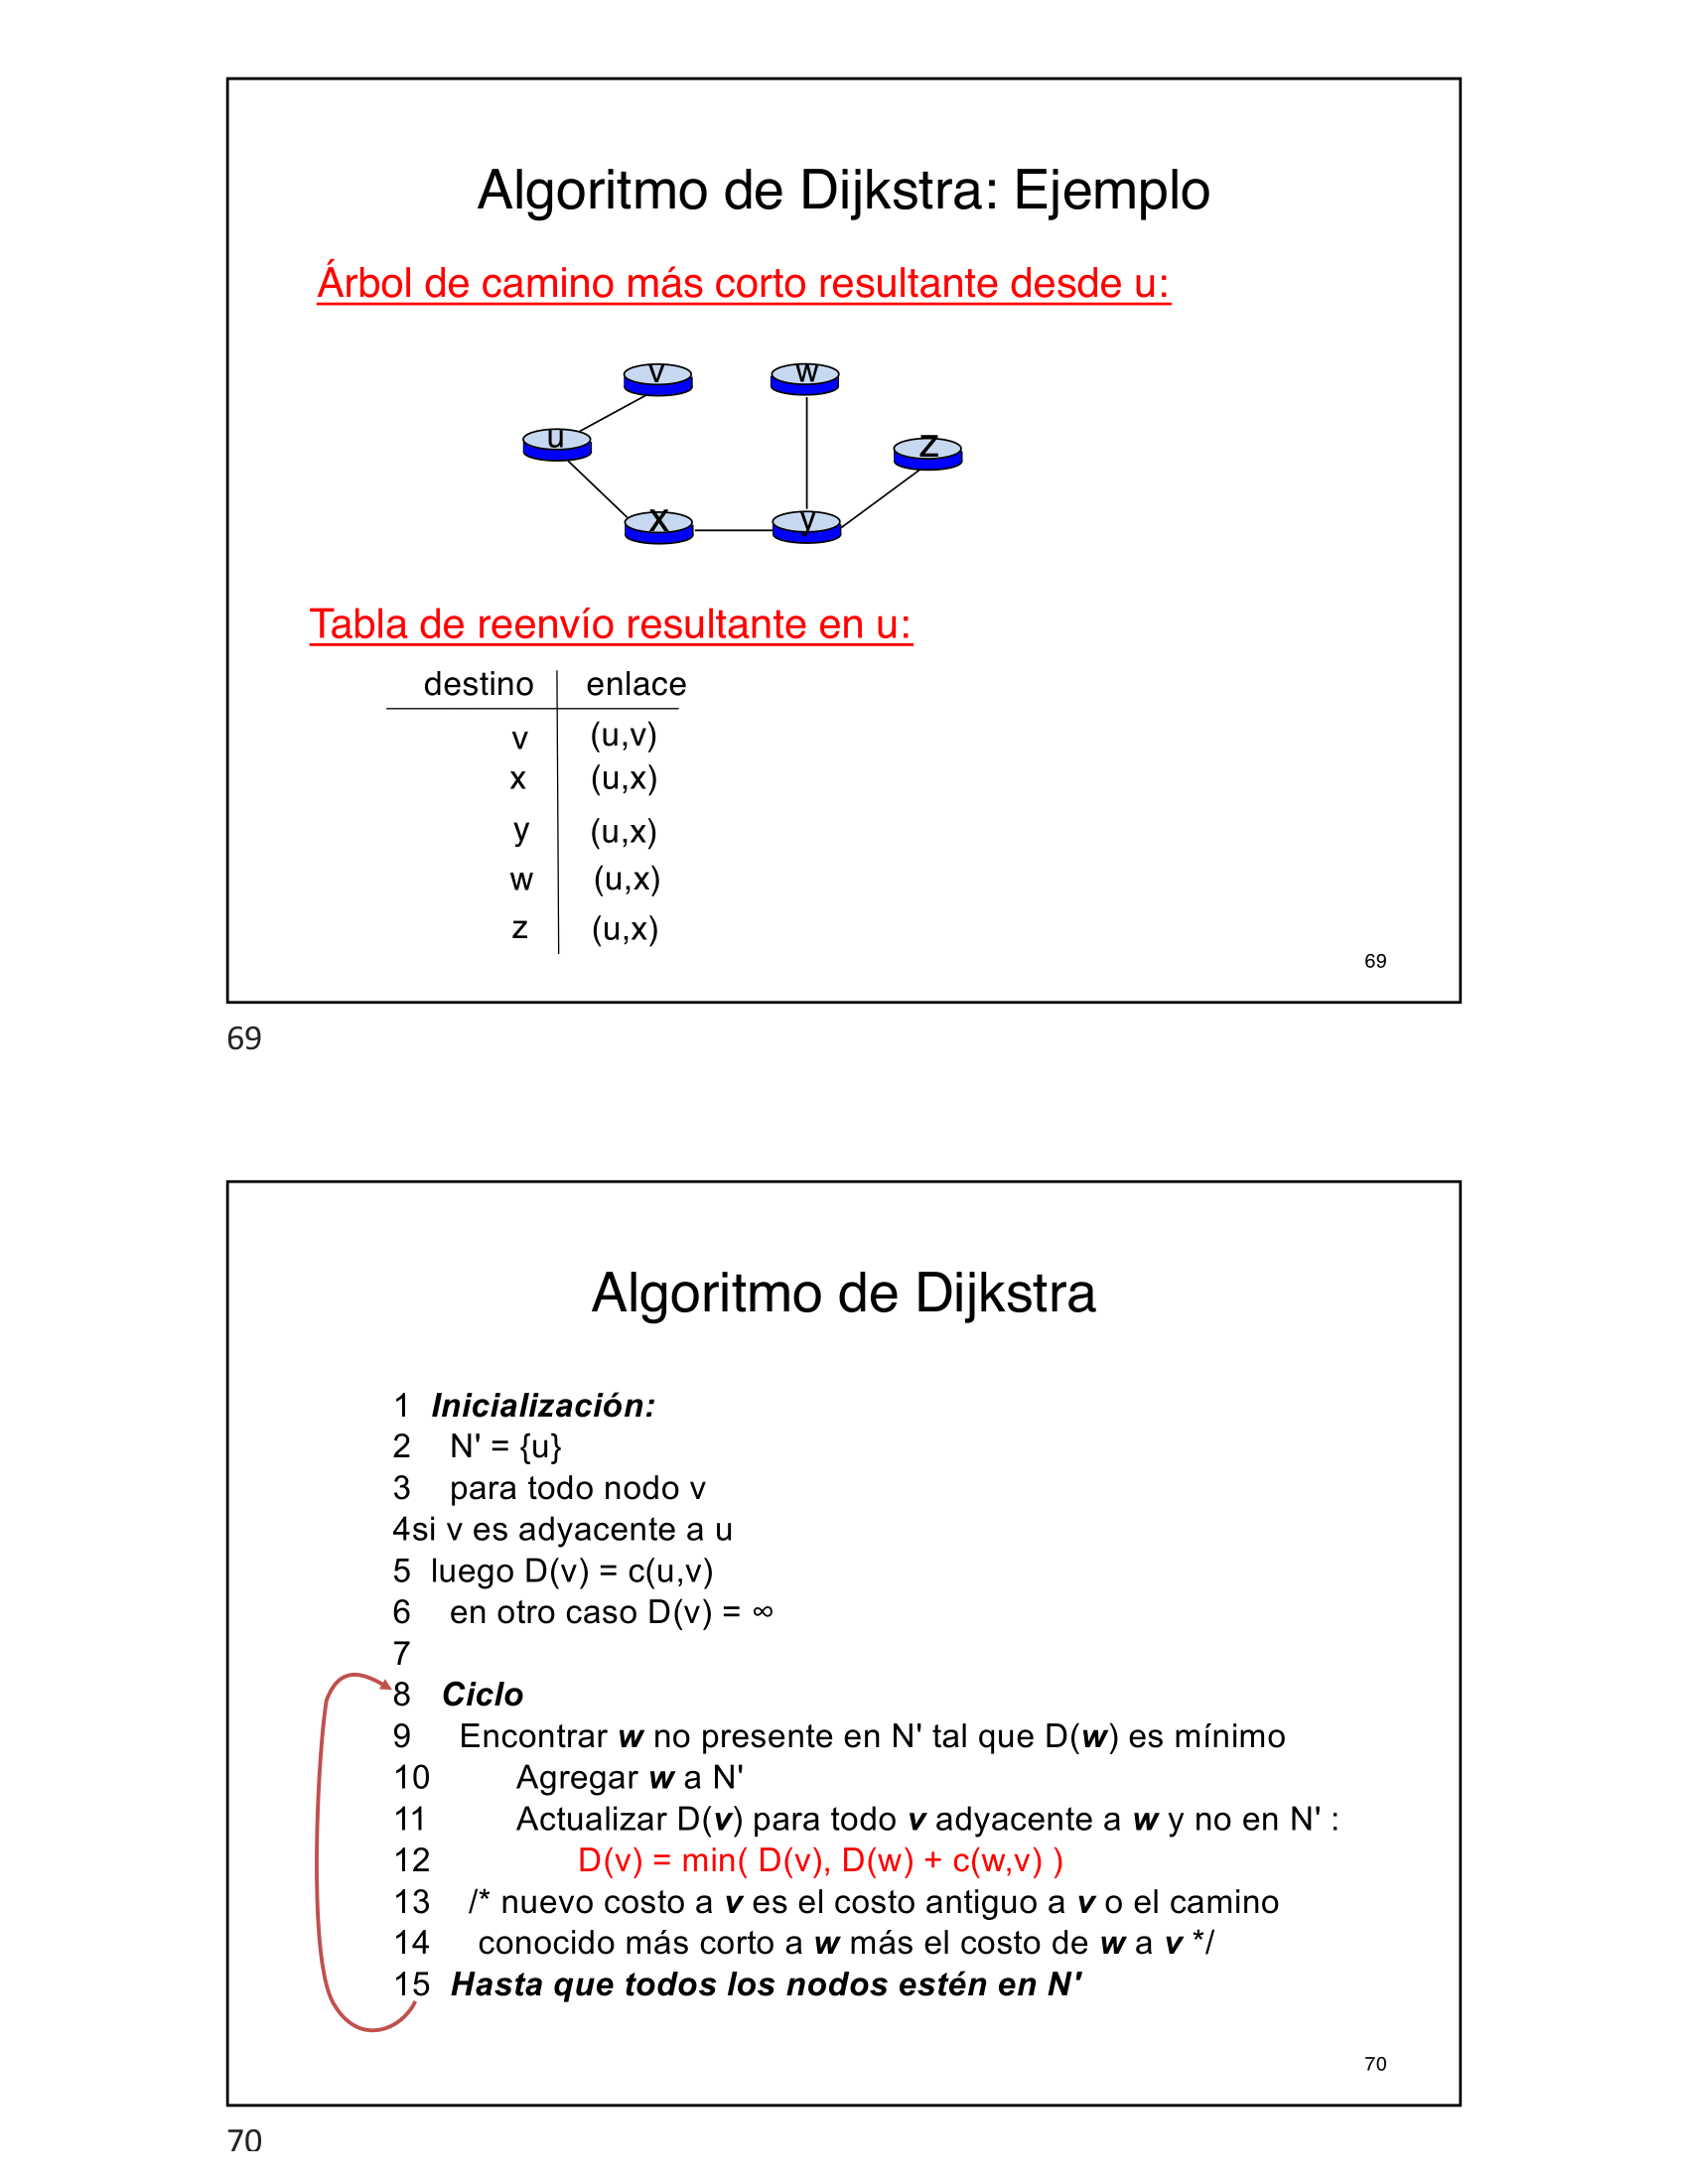 Algoritmo de Dijkstra: Ejemplo
Árbol de camino más corto resultante desde u:
v w
u z
x y
Tabla de reenvío resultante en u:
destino enlace
v (u,v)
x (u,x)
y (u,x)
w (u,x)
z (u,x)
69
69
Algoritmo de Dijkstra
1 Inicialización:
2 N' = {u}
3 para todo nodo v
4si v es adyacente a u
5 luego D(v) = c(u,v)
6 en otro caso D(v) = ∞
7
8 Ciclo
9 Encontrar w no presente en N' tal que D(w) es mínimo
10 Agregar w a N'
11 Actualizar D(v) para todo v adyacente a w y no en N' :
12 D(v) = min( D(v), D(w) + c(w,v) )
13 /* nuevo costo a v es el costo antiguo a v o el camino
14 conocido más corto a w más el costo de w a v */
15 Hasta que todos los nodos estén en N'
70
70